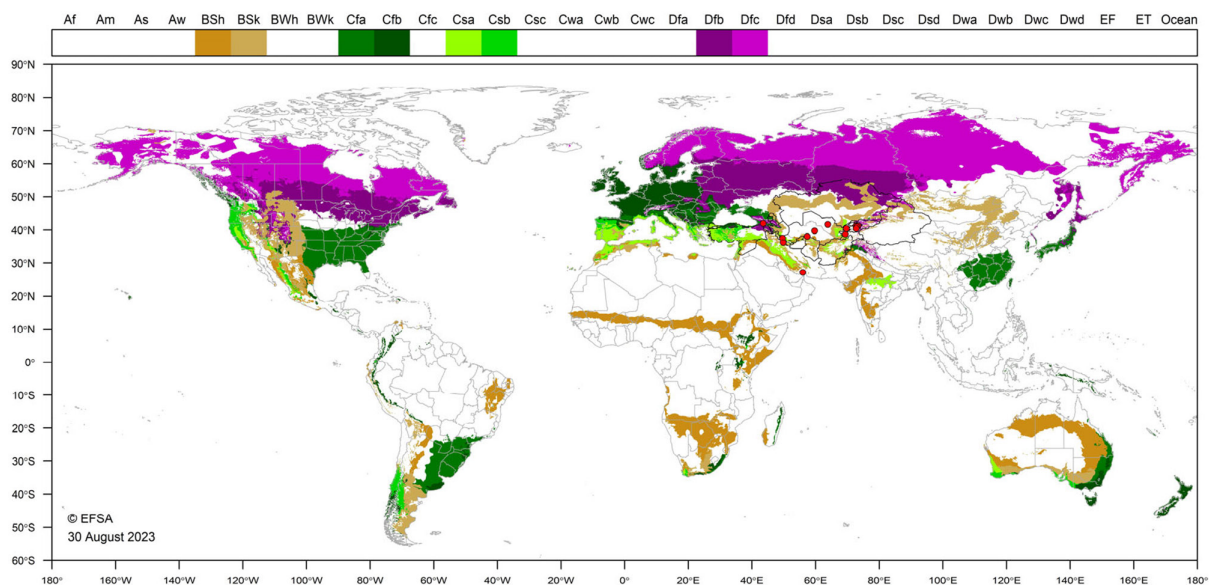 Af Am As Aw BSh BSk BWh BWk Cfa Cfb Cfc Csa Csb Csc Cwa Cwb Cwc Dfa Dfb Dfc Dfd Dsa Dsb Dsc Dsd Dwa Dwb Dwc Dwd EF ET Ocean
90°N
80°N
70°N
60°N
50°N
40°N
30°N
20°N
10°N
0°
10°S
20°S
30°S
40°S
50°S
60°S
© EFSA
30 August 2023
180° 160°W 140°W 120°W 100°W 80°W 60°W 40°W 20°W 0° 20°E 40°E 60°E 80°E 100°E 120°E 140°E 160°E 180°